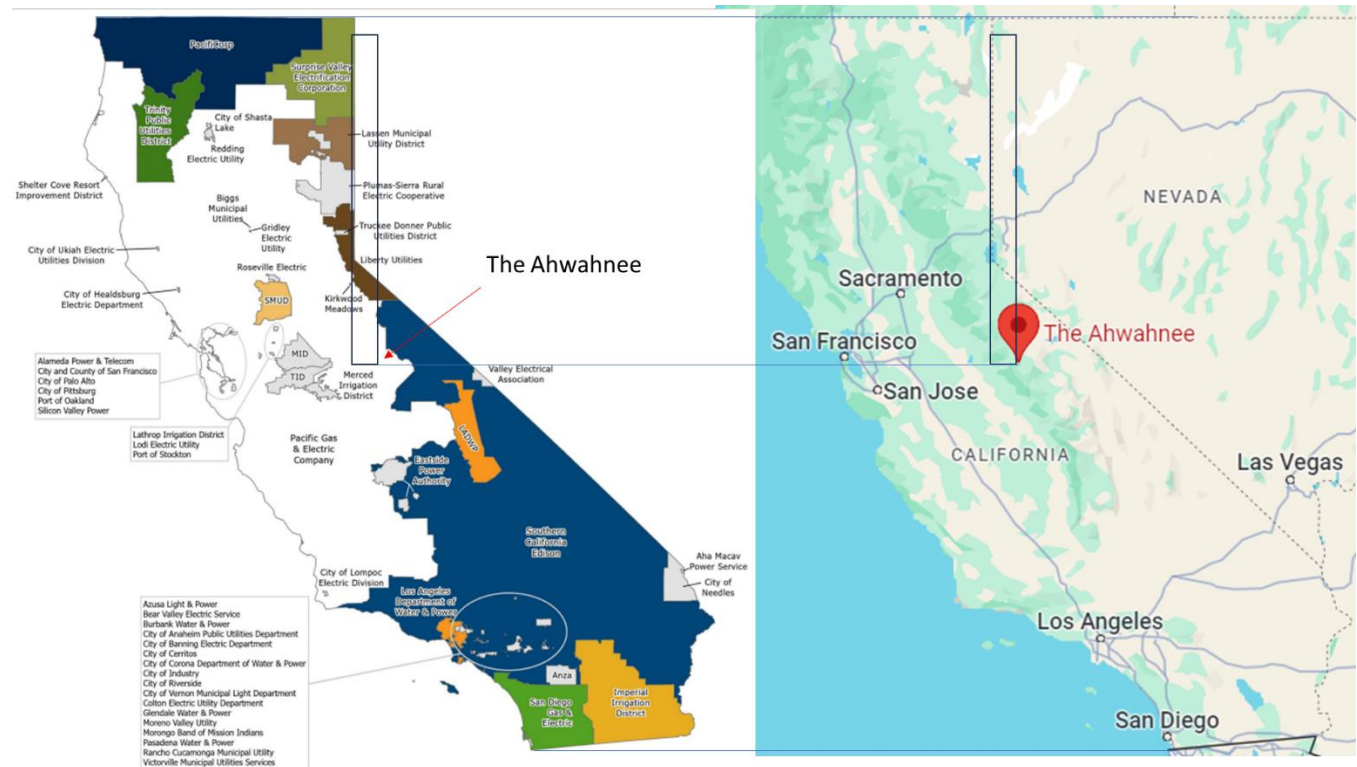 PacifiCorp
Surprise Valley
Electrification
Corporation
Trinity
Public
Utilities
District
City of Shasta
Lake
Redding
Electric Utility
Lassen Municipal
Utility District
Plumas-Sierra Rural
Electric Cooperative
Shelter Cove Resort
Improvement District
Biggs
Municipal
Utilities
Gridley
Electric
Utility
Truckee Donner Public
Utilities District
City of Ukiah Electric
Utilities Division
Liberty Utilities
Roseville Electric
City of Healdsburg
Electric Department
SMUD
Kirkwood
Meadows
The Ahwahnee
Alameda Power & Telecom
City and County of San Francisco
City of Palo Alto
City of Pittsburg
Port of Oakland
Silicon Valley Power
MID
TID
Merced
Irrigation
District
Valley Electrical
Association
Lathrop Irrigation District
Lodi Electric Utility
Port of Stockton
Pacific Gas
& Electric
Company
LADWP
Eastside
Power
Authority
Southern
California
Edison
City of Lompoc
Electric Division
Aha Macav
Power Service
City of
Needles
Los Angeles
Department of
Water & Power
Azusa Light & Power
Bear Valley Electric Service
Burbank Water & Power
City of Anaheim Public Utilities Department
City of Banning Electric Department
City of Cerritos
City of Corona Department of Water & Power
City of Industry
City of Riverside
City of Vernon Municipal Light Department
Colton Electric Utility Department
Glendale Water & Power
Moreno Valley Utility
Morongo Band of Mission Indians
Pasadena Water & Power
Rancho Cucamonga Municipal Utility
Victorville Municipal Utilities Services
Anza
San Diego
Gas &
Electric
Imperial
Irrigation
District
NEVADA
Sacramento
San Francisco
The Ahwahnee
San Jose
CALIFORNIA
Las Vegas
Los Angeles
San Diego